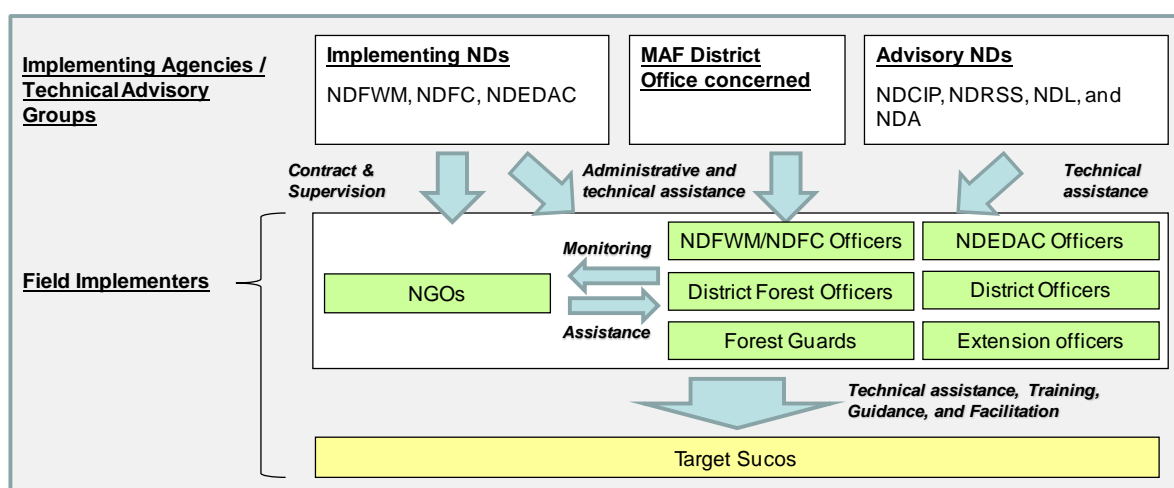 Implementing Agencies /
Technical Advisory
Groups
Implementing NDs
NDFWM, NDFC, NDEDAC
MAF District
Office concerned
Advisory NDs
NDCIP, NDRSS, NDL, and
NDA
Contract &
Supervision
Administrative and
technical assistance
Technical
assistance
Field Implementers
NGOs
Monitoring
Assistance
NDFWM/NDFC Officers
NDEDAC Officers
District Forest Officers
District Officers
Forest Guards
Extension officers
Technical assistance, Training,
Guidance, and Facilitation
Target Sucos